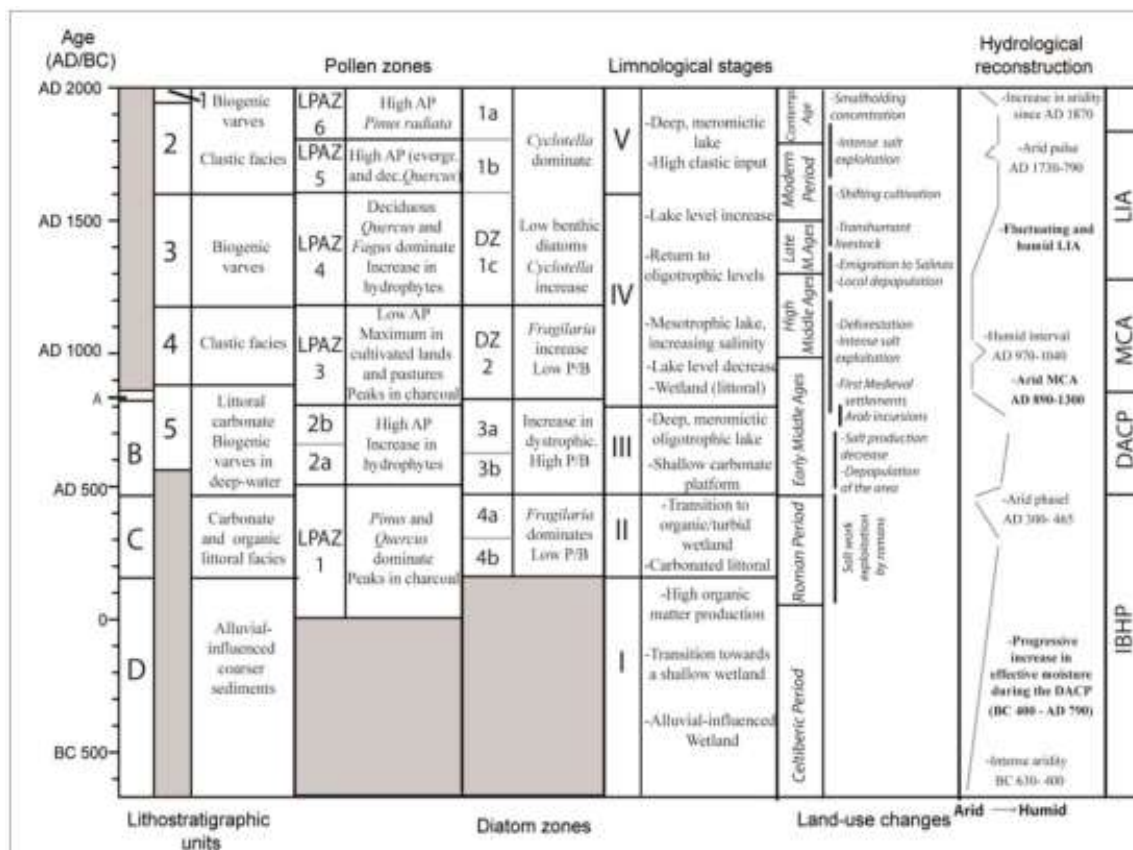 Age
(AD/BC)
Pollen zones
Limnological stages
Hydrological
reconstruction
AD 2000
AD 1500
AD 1000
A
AD 500
0
BC 500
B
C
D
1
2
3
4
5
Biogenic
varves
Clastic facies
Biogenic
varves
Clastic facies
Littoral
carbonate
Biogenic
varves in
deep-water
Carbonate
and organic
littoral facies
Alluvial-
influenced
coarser
sediments
LPAZ
6
LPAZ
5
LPAZ
4
LPAZ
3
2b
2a
LPAZ
1
High AP
Pinus radiata
High AP (evergr.
and dec.Quercus)
Deciduous
Quercus and
Fagus dominate
Increase in
hydrophytes
Low AP
Maximum in
cultivated lands
and pastures
Peaks in charcoal
High AP
Increase in
hydrophytes
Pinus and
Quercus
dominate
Peaks in charcoal
1a
1b
DZ
1c
DZ
2
3a
3b
4a
4b
Cyclotella
dominate
Low benthic
diatoms
Cyclotella
increase
Fragilaria
increase
Low P/B
Increase in
dystrophic.
High P/B
Fragilaria
dominates
Low P/B
V
IV
III
II
I
-Deep, meromictic
lake
-High clastic input
-Lake level increase
-Return to
oligotrophic levels
-Mesotrophic lake,
increasing salinity
-Lake level decrease
-Wetland (littoral)
-Deep, meromictic
oligotrophic lake
-Shallow carbonate
platform
-Transition to
organic/turbid
wetland
-Carbonated littoral
-High organic
matter production
-Transition towards
a shallow wetland
-Alluvial-influenced
Wetland
Contemp.
Age
Modern
Period
Late
M.Ages
High
Middle Ages
Early Middle Ages
Roman Period
Celtiberic Period
-Smallholding
concentration
-Intense salt
exploitation
-Shifting cultivation
-Transhumant
livestock
-Emigration to Salinas
-Local depopulation
-Deforestation
-Intense salt
exploitation
-First Medieval
settlements
-Arab incursions
-Salt production
decrease
-Depopulation
of the area
Salt work
exploitation
by romans
-Increase in aridity
since AD 1870
-Arid pulse
AD 1730-790
-Fluctuating and
humid LIA
-Humid interval
AD 970-1040
-Arid MCA
AD 890-1300
-Arid phase
AD 300- 465
-Progressive
increase in
effective moisture
during the DACP
(BC 400 - AD 790)
-Intense aridity
BC 630- 400
LIA
MCA
DACP
IBHP
Arid → Humid
Lithostratigraphic
units
Diatom zones
Land-use changes